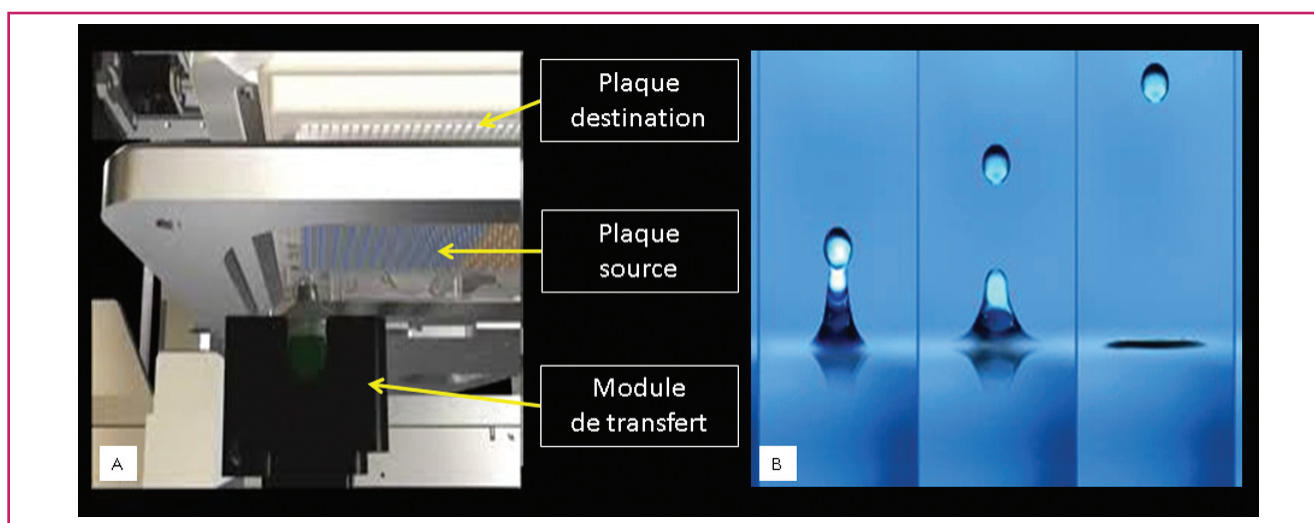 Plaque
destination
Plaque
source
Module
de transfert
A
B